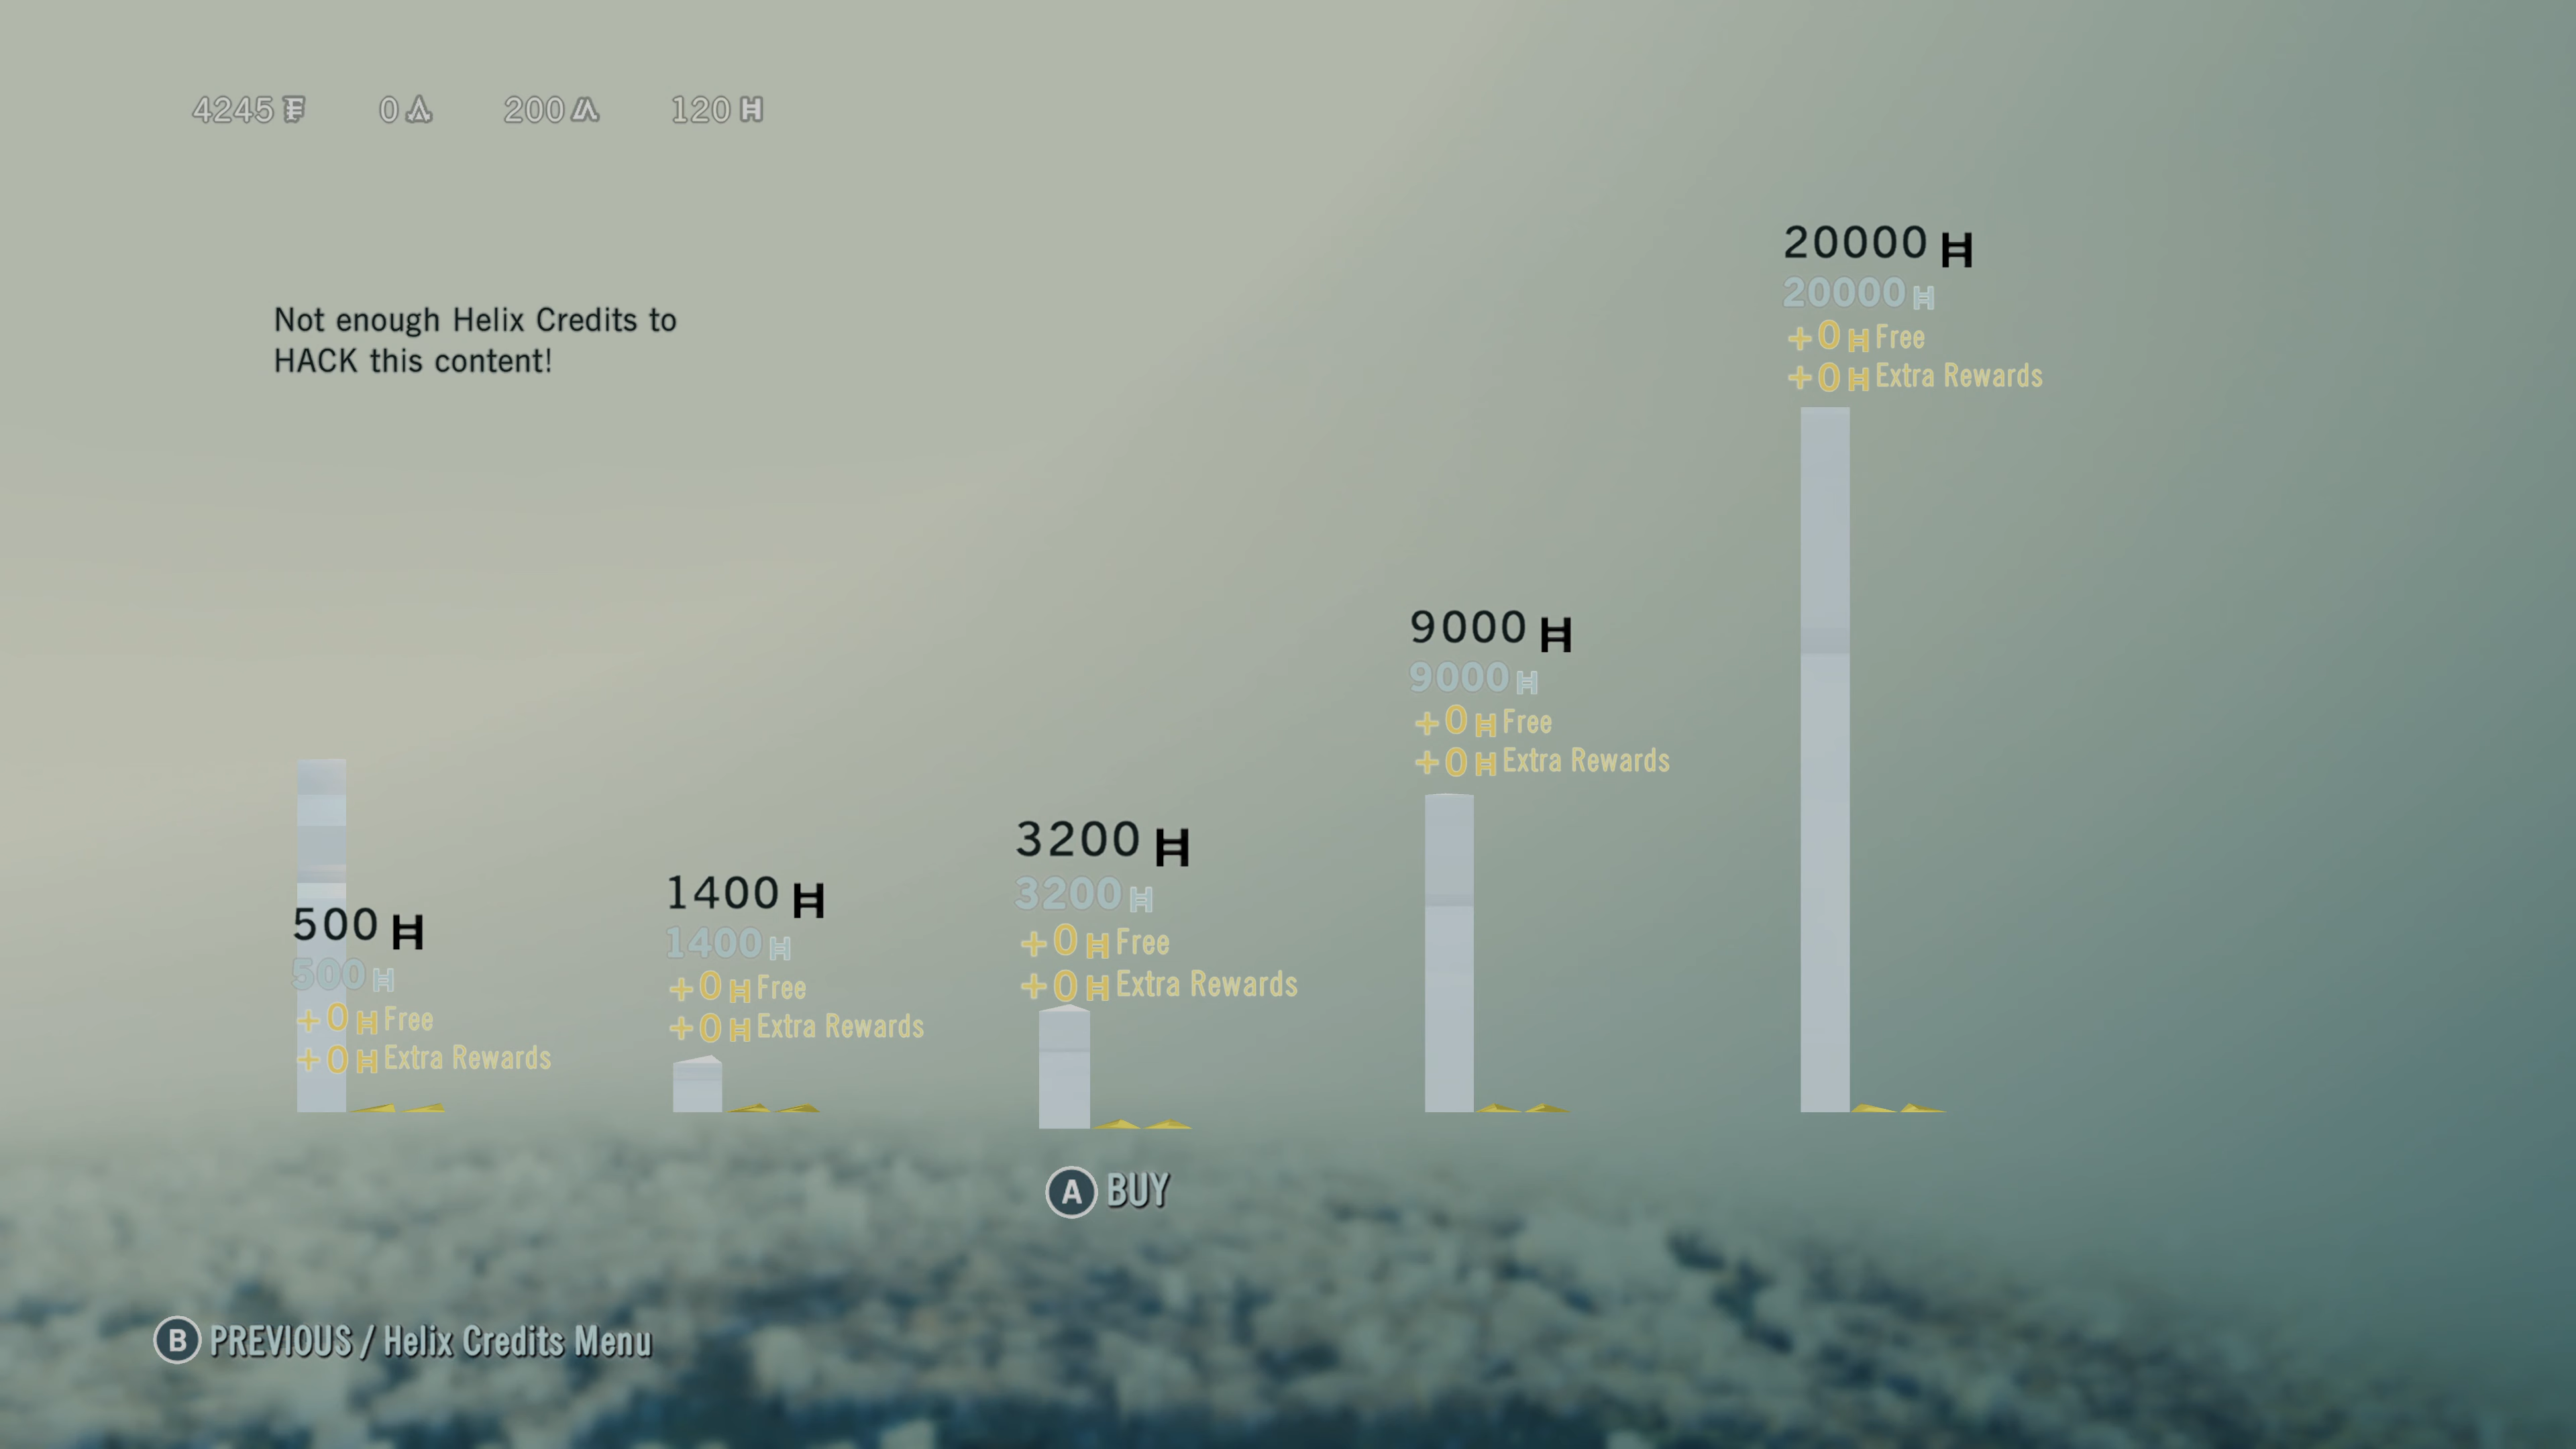 4245 0 200 120 H
Not enough Helix Credits to
HACK this content!
500 H
500 H
+ 0 H Free
+ 0 H Extra Rewards
1400 H
1400 H
+ 0 H Free
+ 0 H Extra Rewards
3200 H
3200 H
+ 0 H Free
+ 0 H Extra Rewards
9000 H
9000 H
+ 0 H Free
+ 0 H Extra Rewards
20000 H
20000 H
+ 0 H Free
+ 0 H Extra Rewards
A BUY
B PREVIOUS / Helix Credits Menu